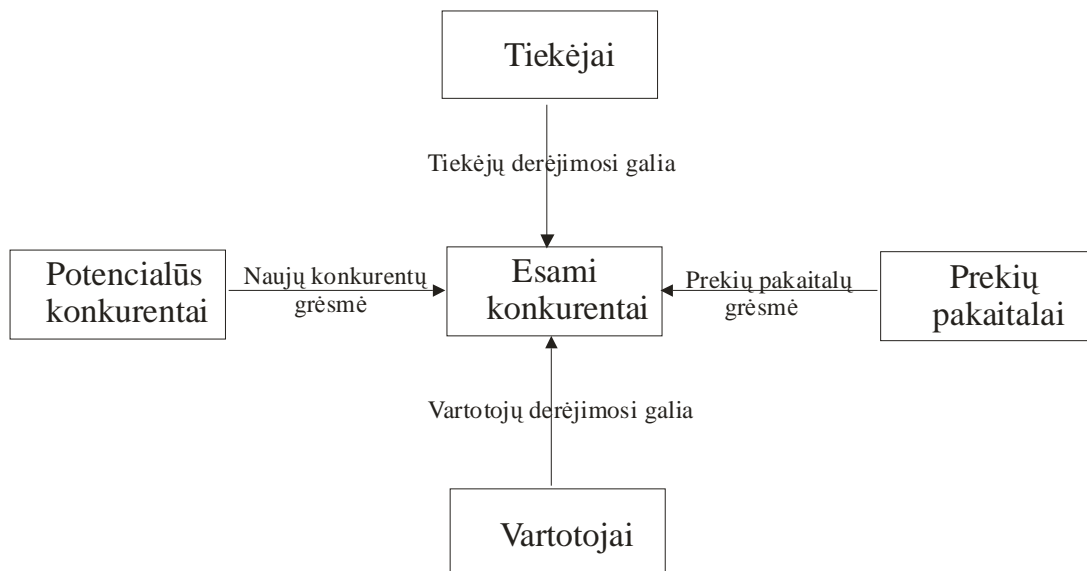 Tiekėjai
Tiekėjų derėjimosi galia
Potencialūs
konkurentai
Naujų konkurentų
grėsmė
Esami
konkurentai
Prekių pakaitalų
grėsmė
Prekių
pakaitalai
Vartotojų derėjimosi galia
Vartotojai